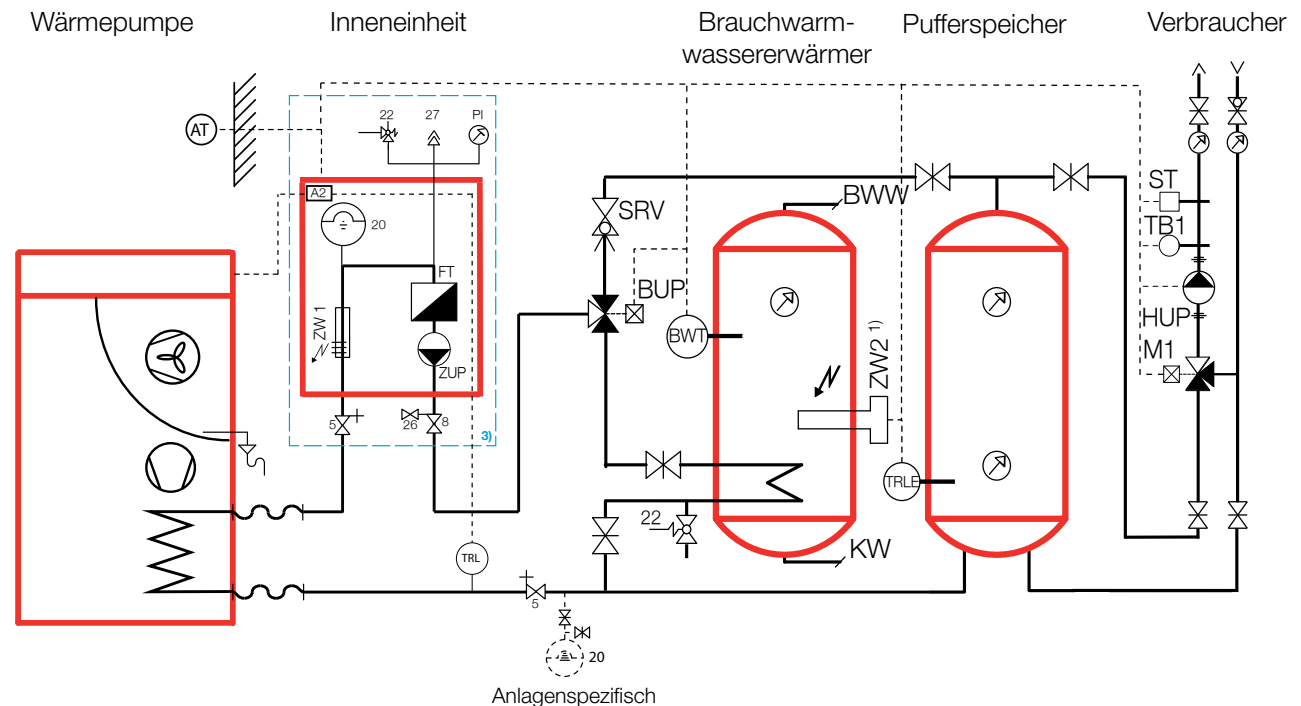 Wärmepumpe
Inneneinheit
Brauchwarm-
wassererwärmer
Pufferspeicher
Verbraucher
AT
22
27
PI
A2
20
FT
ZW 1
ZUP
5
26
8
3)
SRV
BUP
BWW
BWT
ZW2 1)
TRLE
22
KW
ST
TB1
HUP
M1
TRL
5
20
Anlagenspezifisch